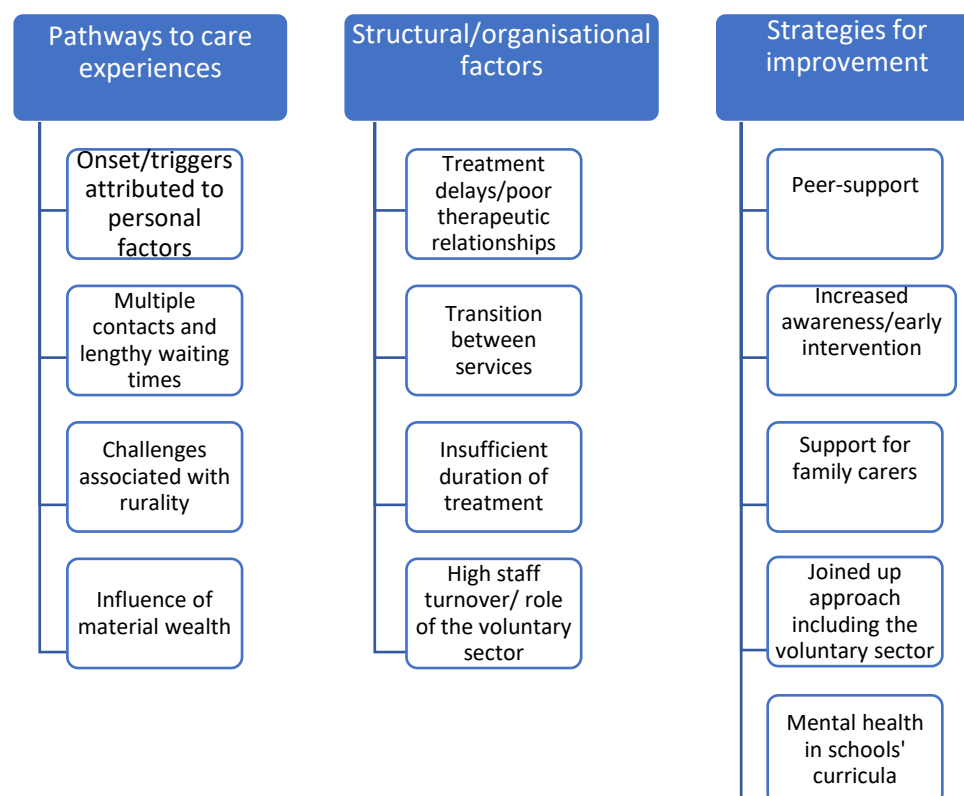 Pathways to care
experiences
Onset/triggers
attributed to
personal
factors
Multiple
contacts and
lengthy waiting
times
Challenges
associated with
rurality
Influence of
material wealth
Structural/organisational
factors
Treatment
delays/poor
therapeutic
relationships
Transition
between
services
Insufficient
duration of
treatment
High staff
turnover/ role
of the voluntary
sector
Strategies for
improvement
Peer-support
Increased
awareness/early
intervention
Support for
family carers
Joined up
approach
including the
voluntary sector
Mental health
in schools'
curricula